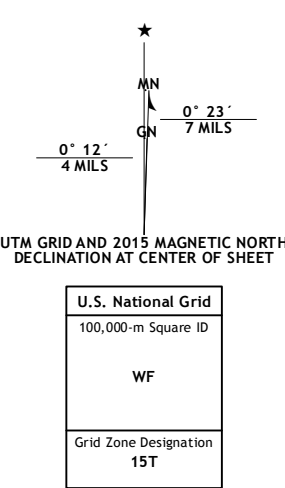 ★
MN
0° 23´
7 MILS
GN
0° 12´
4 MILS
UTM GRID AND 2015 MAGNETIC NORTH
DECLINATION AT CENTER OF SHEET
U.S. National Grid
100,000-m Square ID
WF
Grid Zone Designation
15T